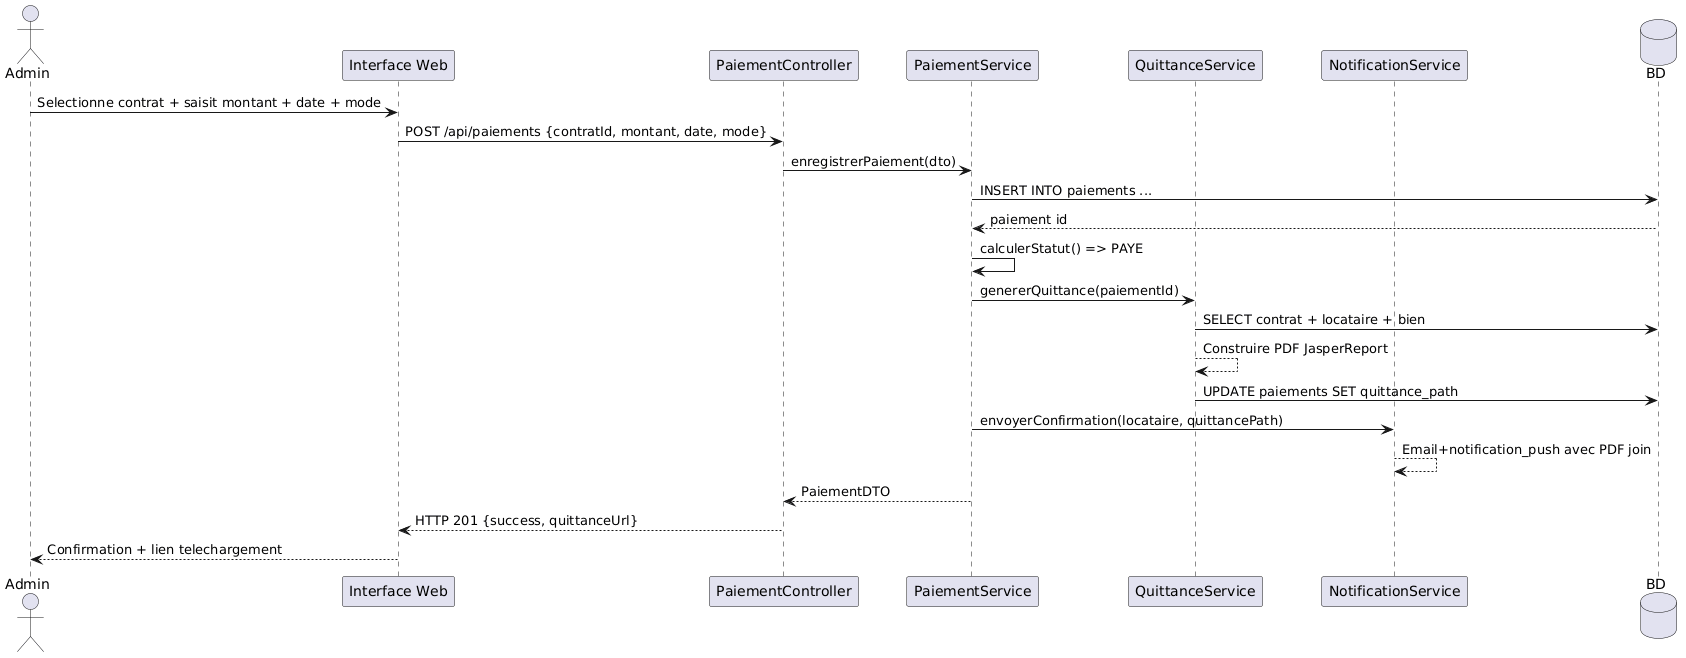 Admin
Interface Web
PaiementController
PaiementService
QuittanceService
NotificationService
BD
Selectionne contrat + saisit montant + date + mode
POST /api/paiements {contratId, montant, date, mode}
enregistrerPaiement(dto)
INSERT INTO paiements ...
paiement id
calculerStatut() => PAYE
genererQuittance(paiementId)
SELECT contrat + locataire + bien
Construire PDF JasperReport
UPDATE paiements SET quittance_path
envoyerConfirmation(locataire, quittancePath)
Email+notification_push avec PDF join
PaiementDTO
HTTP 201 {success, quittanceUrl}
Confirmation + lien telechargement
Admin
Interface Web
PaiementController
PaiementService
QuittanceService
NotificationService
BD